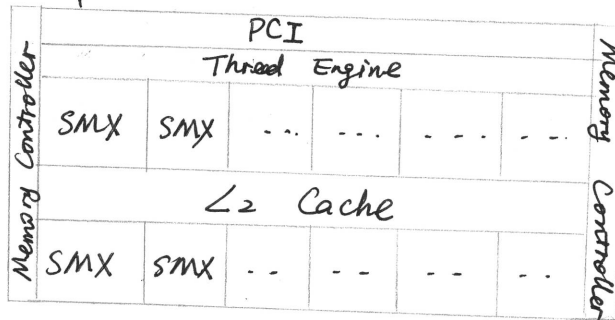 PCI
Thread Engine
Memory Controller
SMX SMX ... ... --- ---
L2 Cache
SMX SMX -- -- -- --
Memory Controller